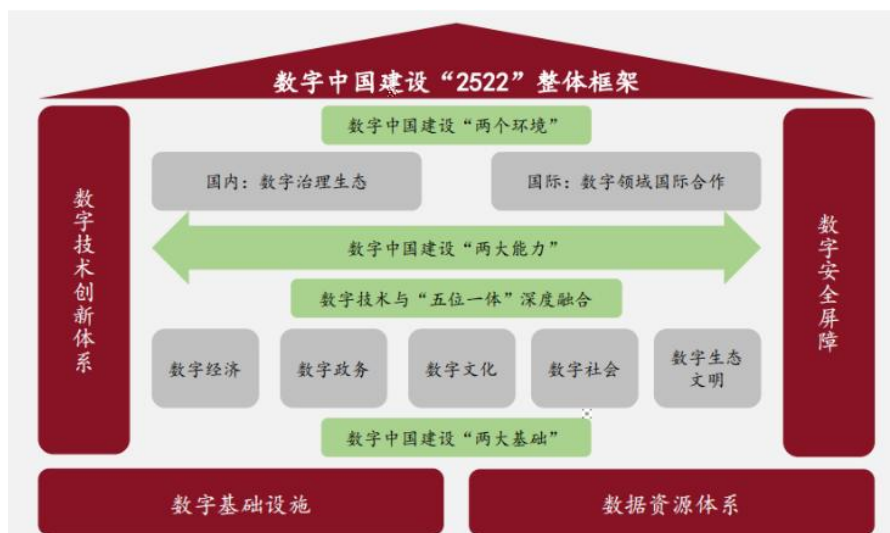 数字中国建设“2522”整体框架
数字中国建设“两个环境”
国内：数字治理生态
国际：数字领域国际合作
数字技术创新体系
数字安全屏障
数字中国建设“两大能力”
数字技术与“五位一体”深度融合
数字经济
数字政务
数字文化
数字社会
数字生态
文明
数字中国建设“两大基础”
数字基础设施
数据资源体系